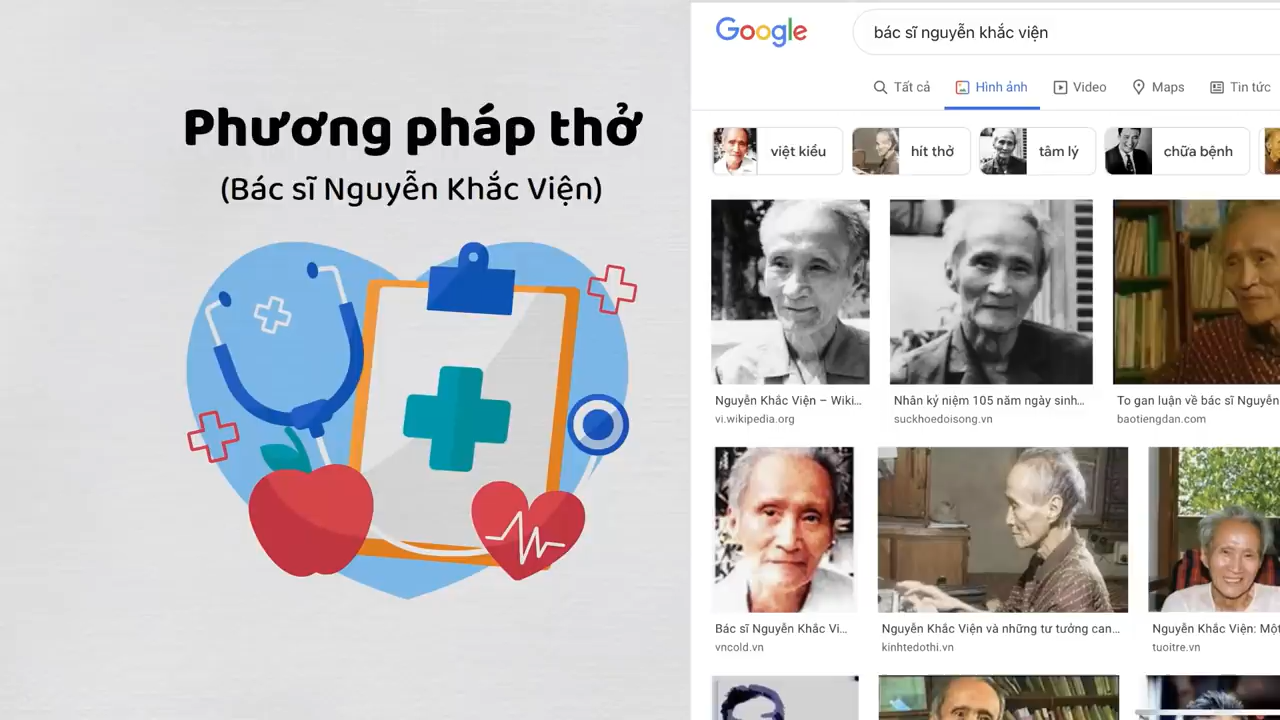 Phương pháp thở
(Bác sĩ Nguyễn Khắc Viện)
Google
bác sĩ nguyễn khắc viện
Tất cả
Hình ảnh
Video
Maps
Tin tức
việt kiều
hít thở
tâm lý
chữa bệnh
Nguyễn Khắc Viện – Wiki...
vi.wikipedia.org
Nhân kỷ niệm 105 năm ngày sinh...
suckhoedoisong.vn
To gan luận về bác sĩ Nguyễn
baotiengdan.com
Bác sĩ Nguyễn Khắc Vi...
vncold.vn
Nguyễn Khắc Viện và những tư tưởng can...
kinhtedothi.vn
Nguyễn Khắc Viện: Một
tuoitre.vn